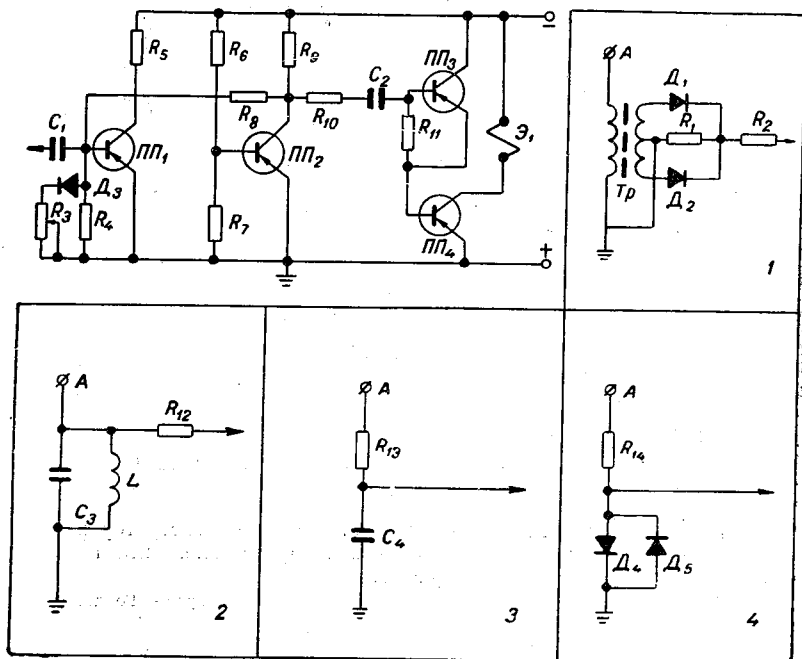 R5
R6
R9
ПП3
–
A
Д1
R1
R2
Tp
Д2
1
C1
R8
R10
C2
R11
Э1
ПП1
ПП2
Д3
R3
R4
R7
ПП4
+
A
R12
L
C3
2
A
R13
C4
3
A
R14
Д4
Д5
4